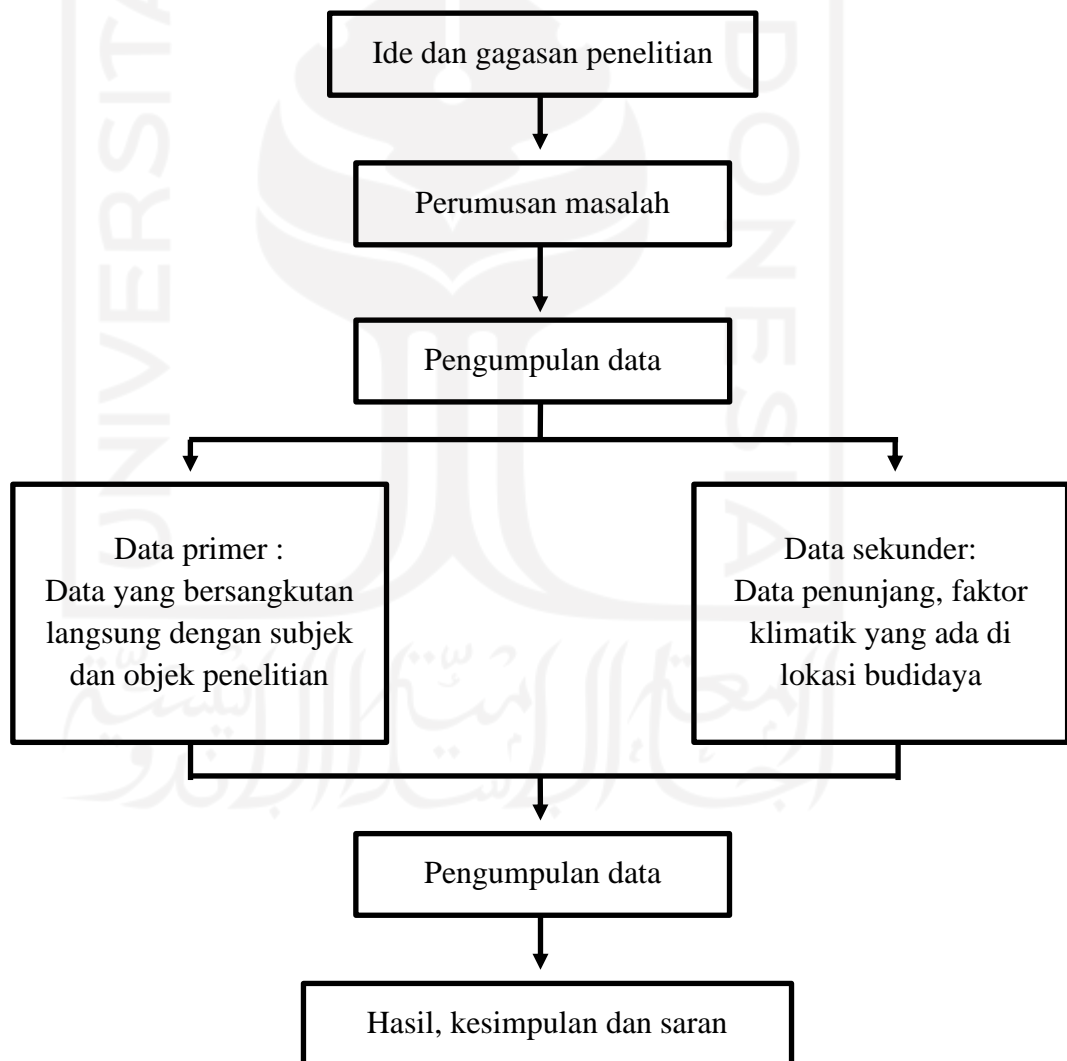 Ide dan gagasan penelitian
Perumusan masalah
Pengumpulan data
Data primer :
Data yang bersangkutan
langsung dengan subjek
dan objek penelitian
Data sekunder:
Data penunjang, faktor
klimatik yang ada di
lokasi budidaya
Pengumpulan data
Hasil, kesimpulan dan saran